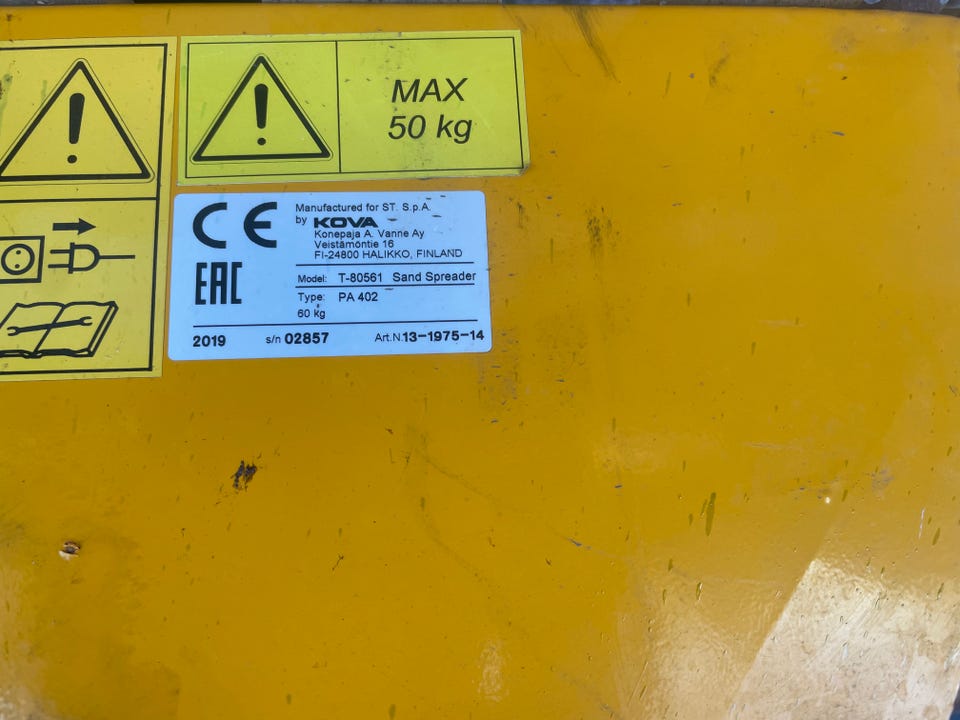 MAX
50 kg
CE
Manufactured for ST. S.p.A.
by KOVA
Konepaja A. Vanne Ay
Veistämöntie 16
FI-24800 HALIKKO, FINLAND
EAC
Model: T-80561 Sand Spreader
Type: PA 402
60 kg
2019 s/n 02857 Art.N. 13-1975-14